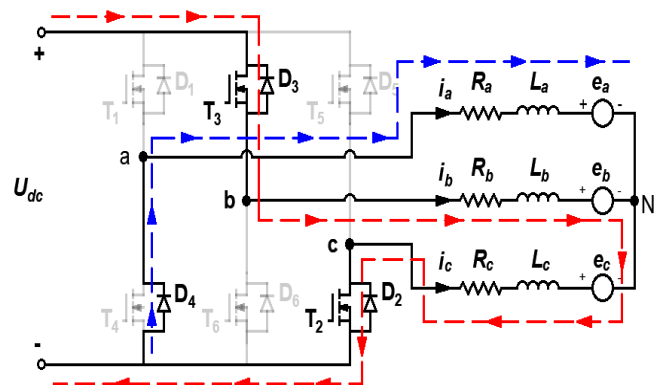 +
D1
D3
D5
T1
T3
T5
ia Ra La ea
+ -
a
Udc
b
ib Rb Lb eb
+ -
N
c
ic Rc Lc ec
+ -
D4
D6
D2
T4
T6
T2
-